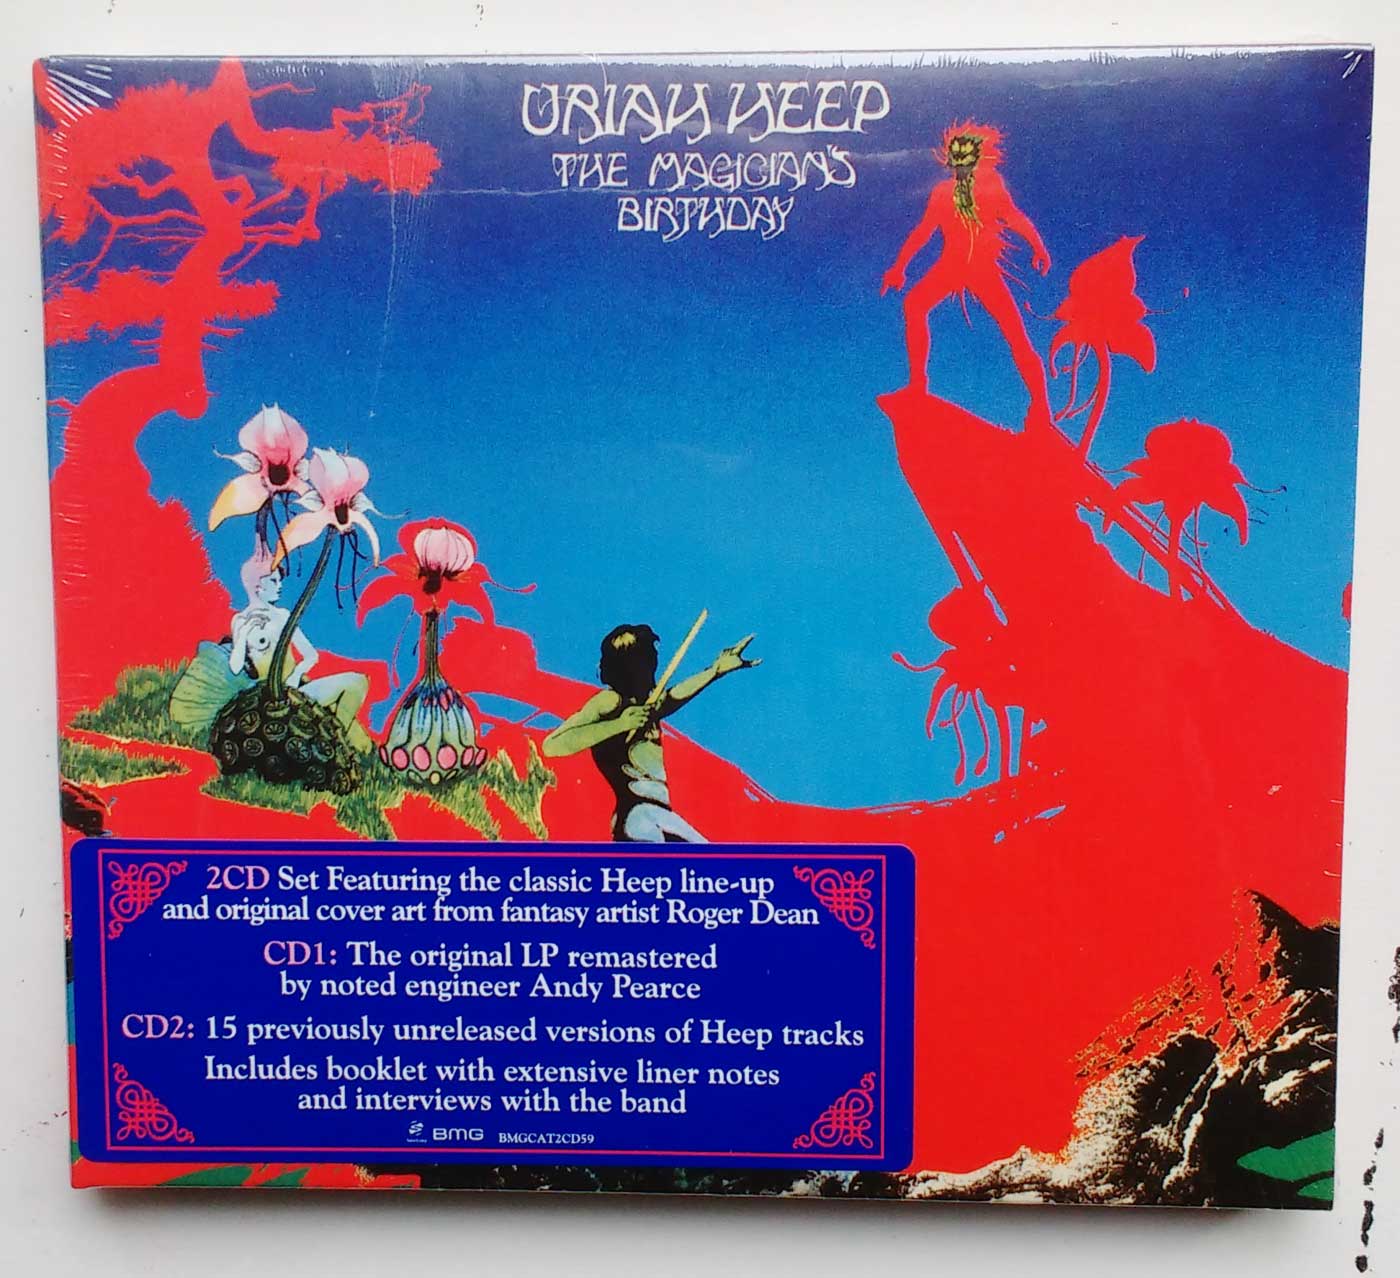 URIAH HEEP
THE MAGICIAN'S
BIRTHDAY
2CD Set Featuring the classic Heep line-up
and original cover art from fantasy artist Roger Dean
CD1: The original LP remastered
by noted engineer Andy Pearce
CD2: 15 previously unreleased versions of Heep tracks
Includes booklet with extensive liner notes
and interviews with the band
BMG BMGCAT2CD59